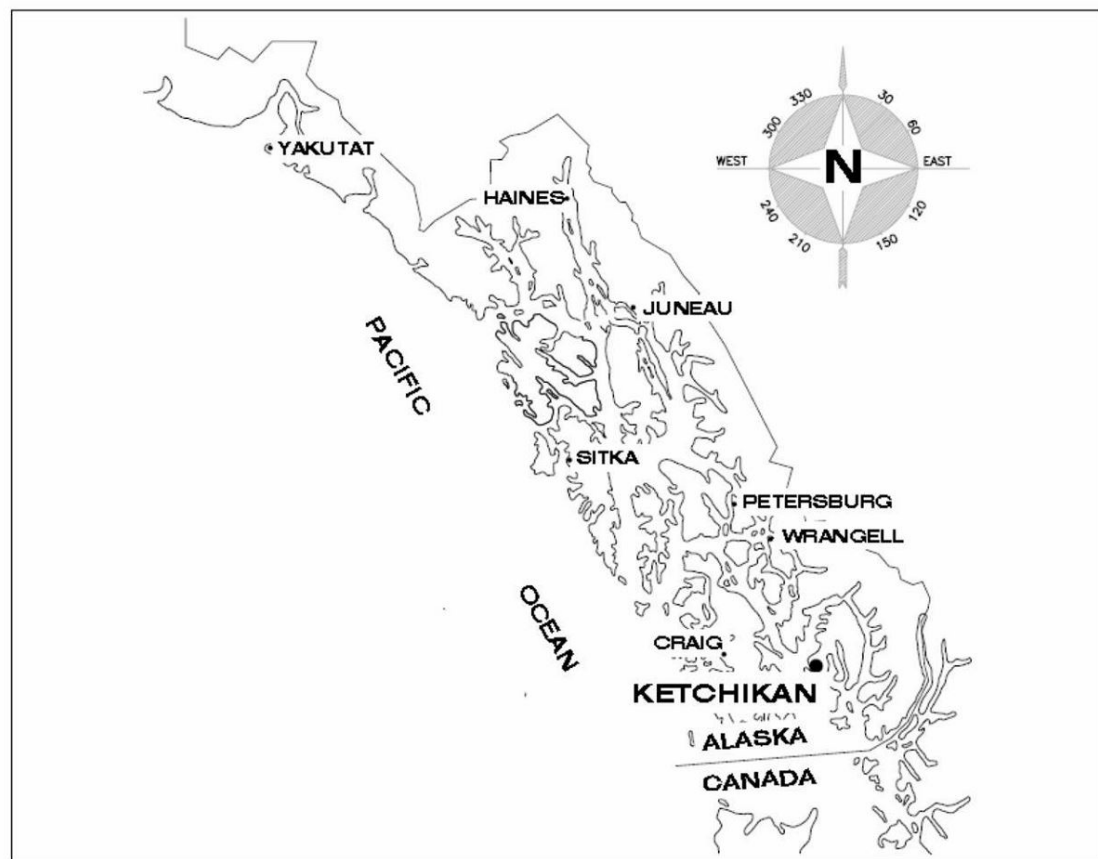 330
30
300
60
WEST
N
EAST
240
120
210
150
YAKUTAT
HAINES
JUNEAU
PACIFIC
SITKA
PETERSBURG
WRANGELL
OCEAN
CRAIG
KETCHIKAN
ALASKA
CANADA